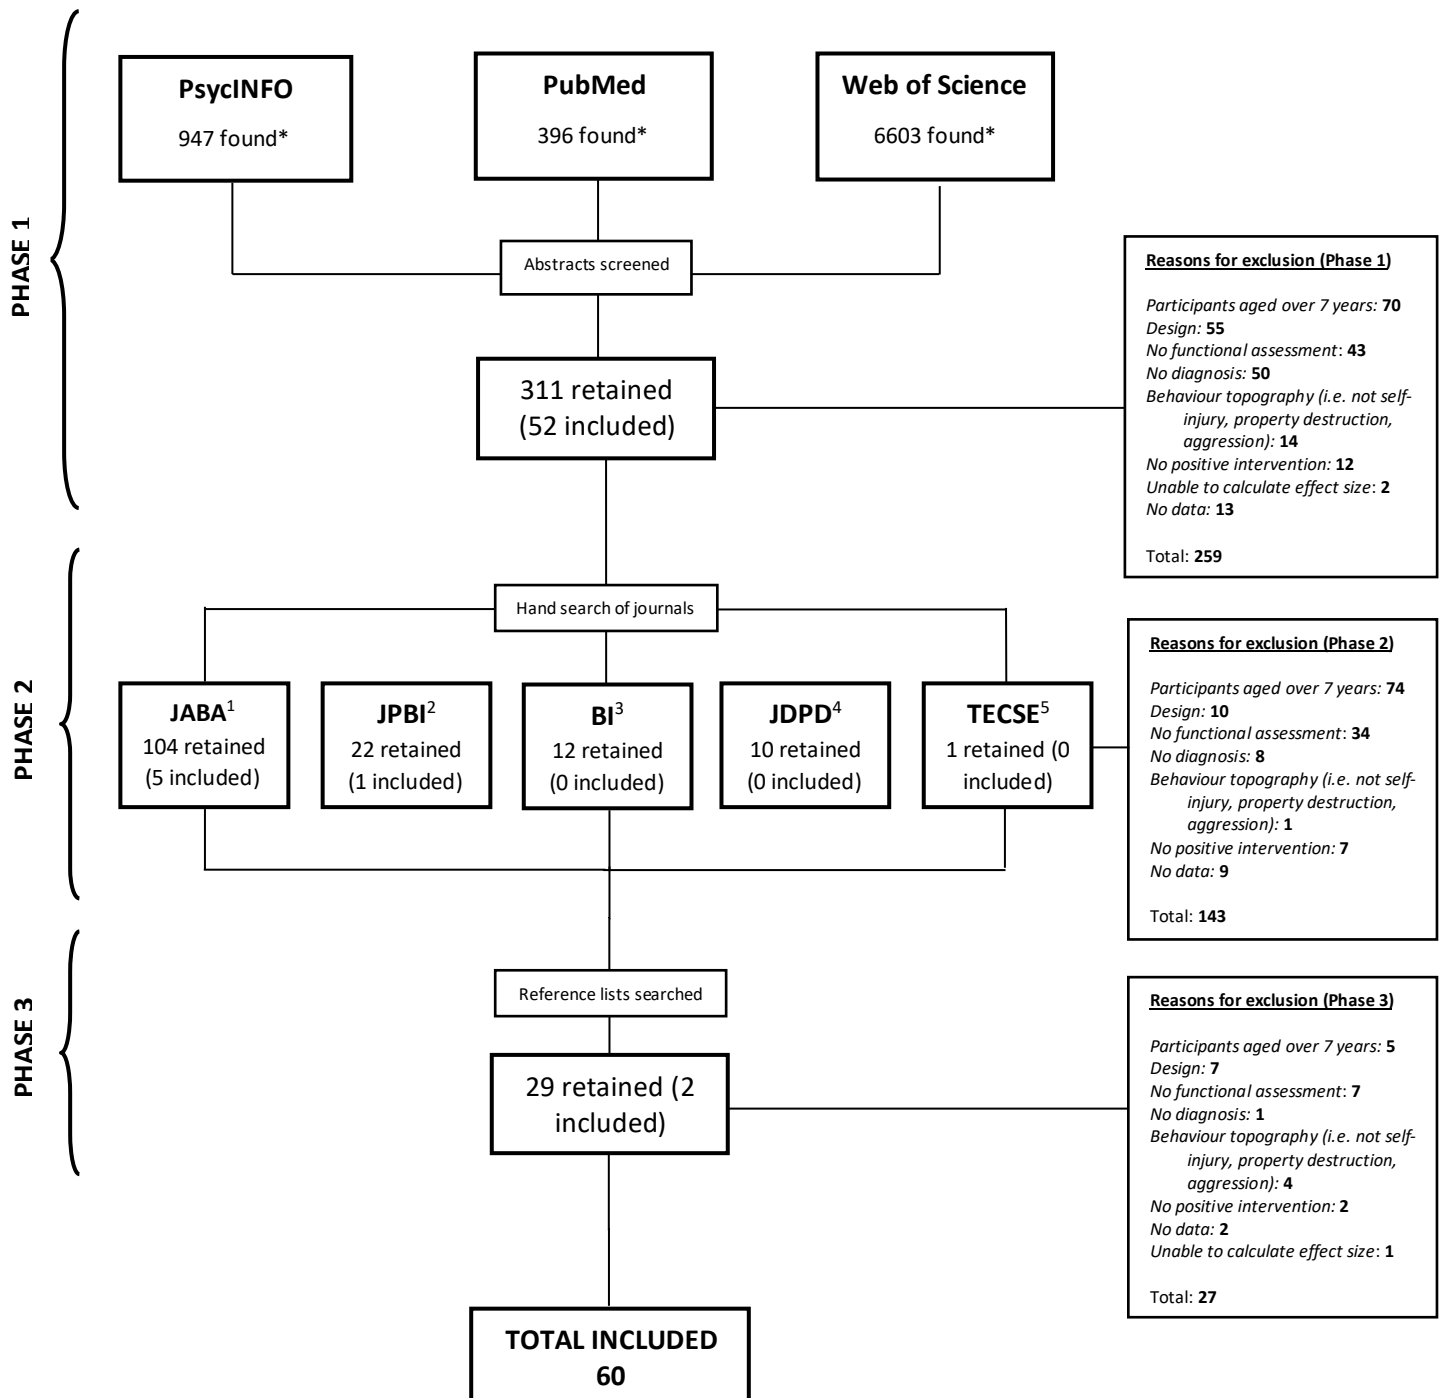 PHASE 1
PsycINFO
947 found*
PubMed
396 found*
Web of Science
6603 found*
Abstracts screened
311 retained
(52 included)
Reasons for exclusion (Phase 1)
Participants aged over 7 years: 70
Design: 55
No functional assessment: 43
No diagnosis: 50
Behaviour topography (i.e. not self-
injury, property destruction,
aggression): 14
No positive intervention: 12
Unable to calculate effect size: 2
No data: 13
Total: 259
PHASE 2
Hand search of journals
JABA¹
104 retained
(5 included)
JPBI²
22 retained
(1 included)
BI³
12 retained
(0 included)
JDPD⁴
10 retained
(0 included)
TECSE⁵
1 retained (0
included)
Reasons for exclusion (Phase 2)
Participants aged over 7 years: 74
Design: 10
No functional assessment: 34
No diagnosis: 8
Behaviour topography (i.e. not self-
injury, property destruction,
aggression): 1
No positive intervention: 7
No data: 9
Total: 143
PHASE 3
Reference lists searched
29 retained (2
included)
Reasons for exclusion (Phase 3)
Participants aged over 7 years: 5
Design: 7
No functional assessment: 7
No diagnosis: 1
Behaviour topography (i.e. not self-
injury, property destruction,
aggression): 4
No positive intervention: 2
No data: 2
Unable to calculate effect size: 1
Total: 27
TOTAL INCLUDED
60